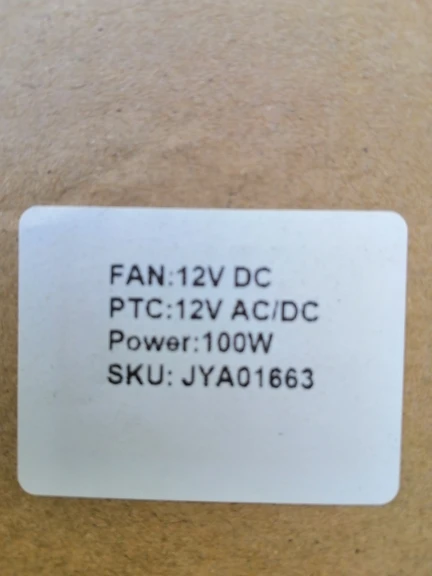 FAN:12V DC
PTC:12V AC/DC
Power:100W
SKU: JYA01663